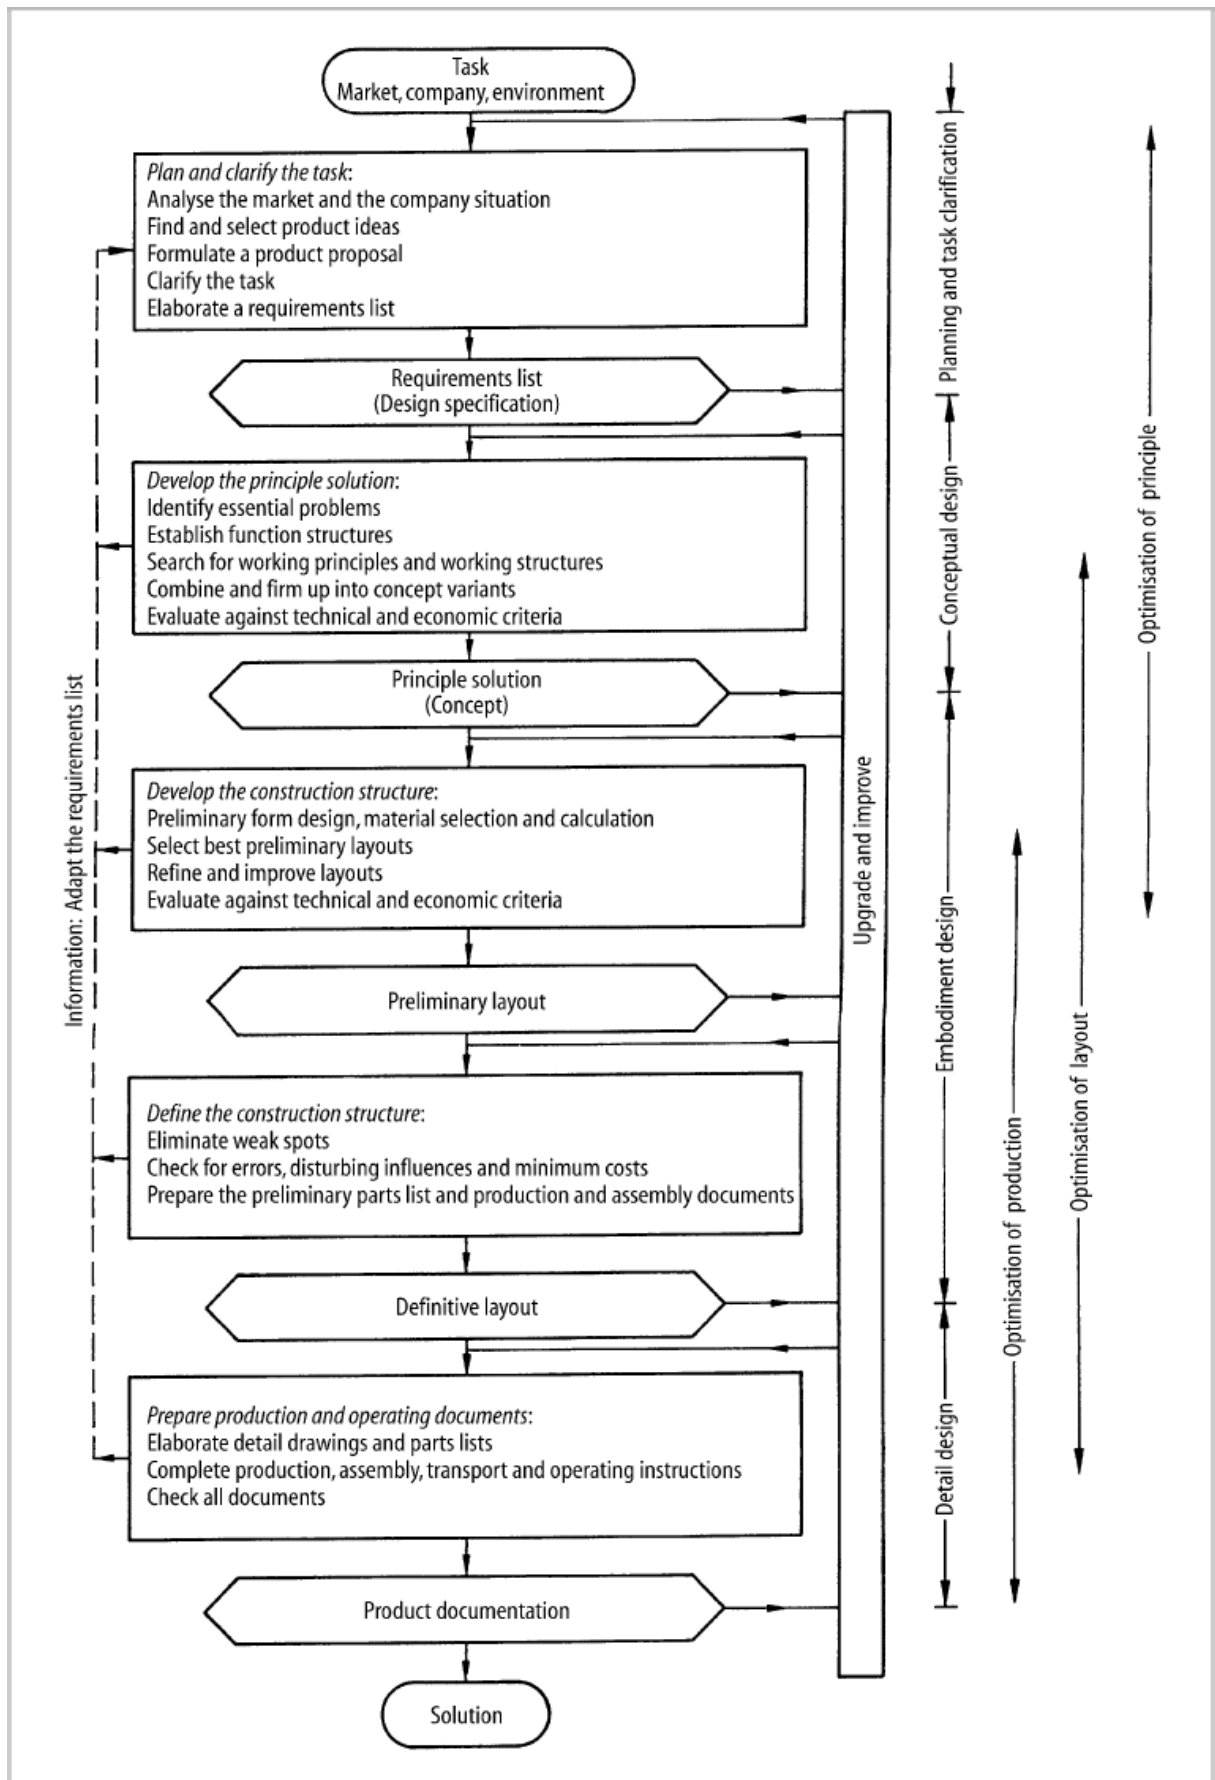 Task
Market, company, environment
Plan and clarify the task:
Analyse the market and the company situation
Find and select product ideas
Formulate a product proposal
Clarify the task
Elaborate a requirements list
Requirements list
(Design specification)
Develop the principle solution:
Identify essential problems
Establish function structures
Search for working principles and working structures
Combine and firm up into concept variants
Evaluate against technical and economic criteria
Principle solution
(Concept)
Develop the construction structure:
Preliminary form design, material selection and calculation
Select best preliminary layouts
Refine and improve layouts
Evaluate against technical and economic criteria
Preliminary layout
Define the construction structure:
Eliminate weak spots
Check for errors, disturbing influences and minimum costs
Prepare the preliminary parts list and production and assembly documents
Definitive layout
Prepare production and operating documents:
Elaborate detail drawings and parts lists
Complete production, assembly, transport and operating instructions
Check all documents
Product documentation
Solution
Information: Adapt the requirements list
Upgrade and improve
Planning and task clarification
Conceptual design
Embodiment design
Detail design
Optimisation of production
Optimisation of layout
Optimisation of principle